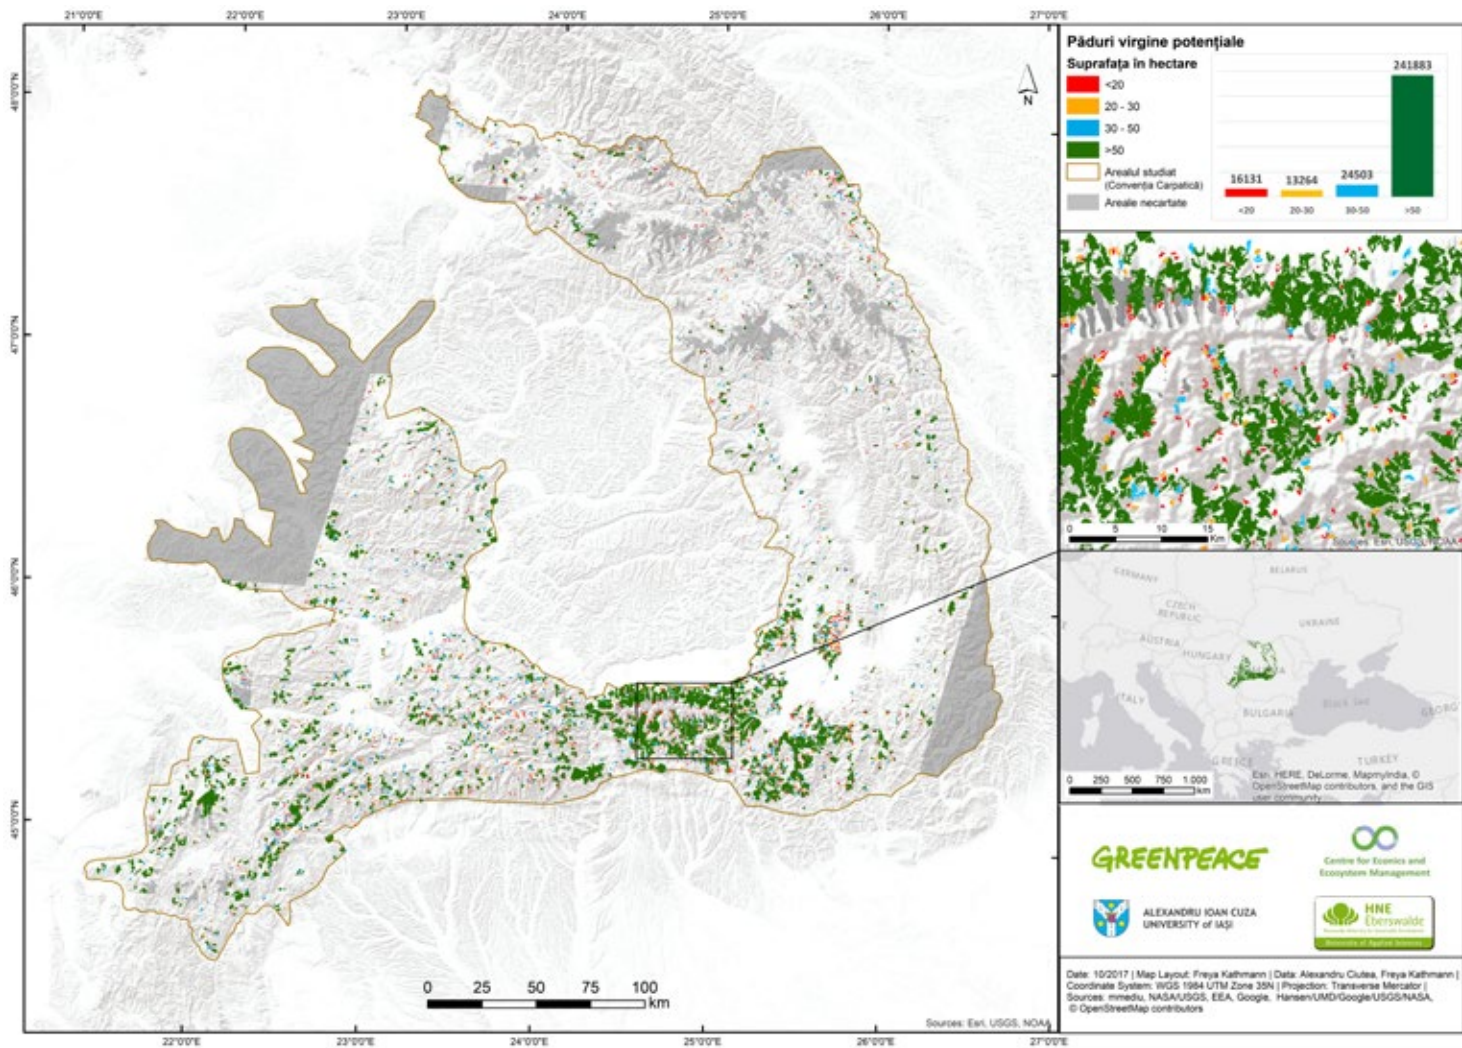 21°0'0"E 22°0'0"E 23°0'0"E 24°0'0"E 25°0'0"E 26°0'0"E 27°0'0"E
48°0'0"N
47°0'0"N
46°0'0"N
45°0'0"N
N
0 25 50 75 100
km
Sources: Esri, USGS, NOAA
22°0'0"E 23°0'0"E 24°0'0"E 25°0'0"E 26°0'0"E 27°0'0"E
Păduri virgine potențiale
Suprafața în hectare
<20
20 - 30
30 - 50
>50
Arealul studiat
(Convenția Carpatică)
Areale necartate
16131 13264 24503 241883
<20 20-30 30-50 >50
0 5 10 15
Km
Sources: Esri, USGS, NOAA
GERMANY
BELARUS
CZECH
REPUBLIC
UKRAINE
AUSTRIA
HUNGARY
ITALY
Black Sea
BULGARIA
GEORG
GREECE
TURKEY
0 250 500 750 1.000
km
Esri, HERE, DeLorme, MapmyIndia, ©
OpenStreetMap contributors, and the GIS
user community
GREENPEACE
Centre for Econics and
Ecosystem Management
ALEXANDRU IOAN CUZA
UNIVERSITY of IAȘI
HNE
Eberswalde
University of Applied Sciences
Date: 10/2017 | Map Layout: Freya Kathmann | Data: Alexandru Ciutea, Freya Kathmann |
Coordinate System: WGS 1984 UTM Zone 35N | Projection: Transverse Mercator |
Sources: mmediu, NASA/USGS, EEA, Google, Hansen/UMD/Google/USGS/NASA,
© OpenStreetMap contributors